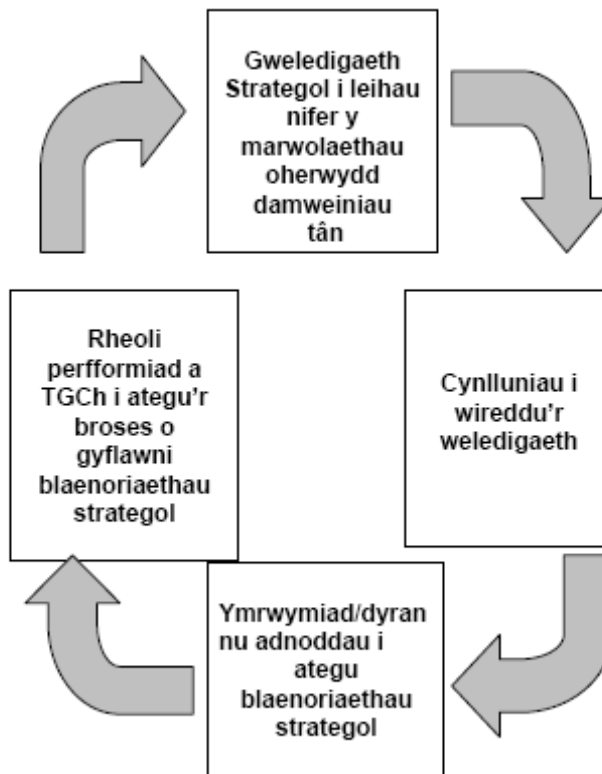 Gweledigaeth
Strategol i leihau
nifer y
marwolaethau
oherwydd
damweiniau
tân
Cynlluniau i
wireddu’r
weledigaeth
Ymrwymiad/dyran
nu adnoddau i
ategu
blaenoriaethau
strategol
Rheoli
perfformiad a
TGCh i ategu’r
broses o
gyflawni
blaenoriaethau
strategol